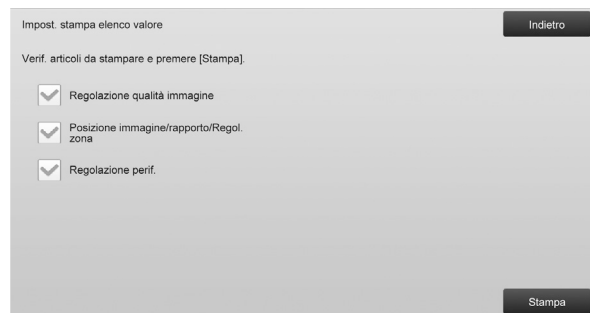 Impost. stampa elenco valore
Indietro
Verif. articoli da stampare e premere [Stampa].
Regolazione qualità immagine
Posizione immagine/rapporto/Regol.
zona
Regolazione perif.
Stampa